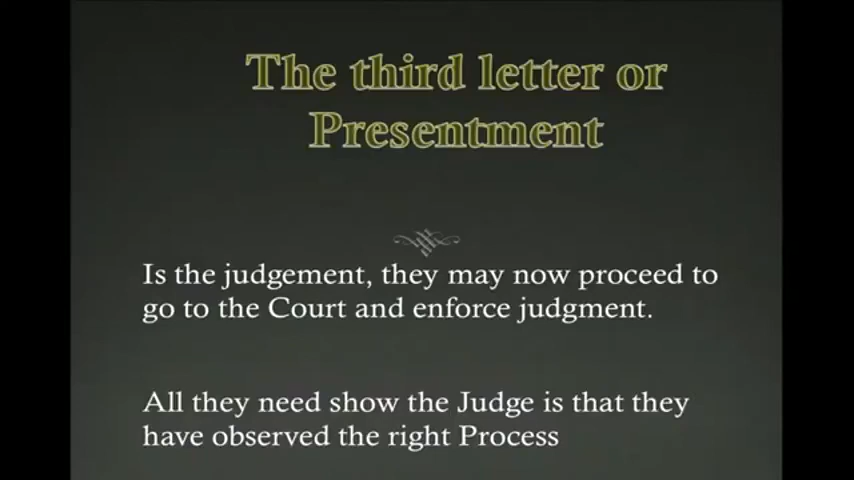 The third letter or
Presentment
Is the judgement, they may now proceed to
go to the Court and enforce judgment.
All they need show the Judge is that they
have observed the right Process